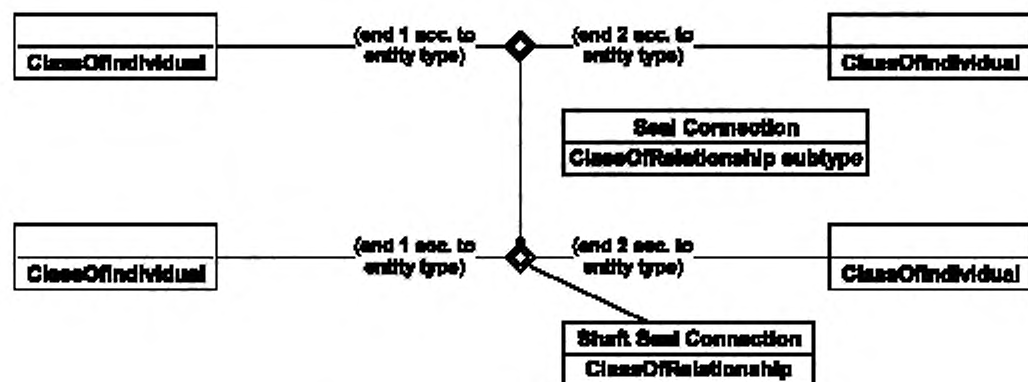 (end 1 acc. to
entity type)
(end 2 acc. to
entity type)
ClassOfIndividual
ClassOfIndividual
Seal Connection
ClassOfRelationship subtype
(end 1 acc. to
entity type)
(end 2 acc. to
entity type)
ClassOfIndividual
ClassOfIndividual
Shaft Seal Connection
ClassOfRelationship